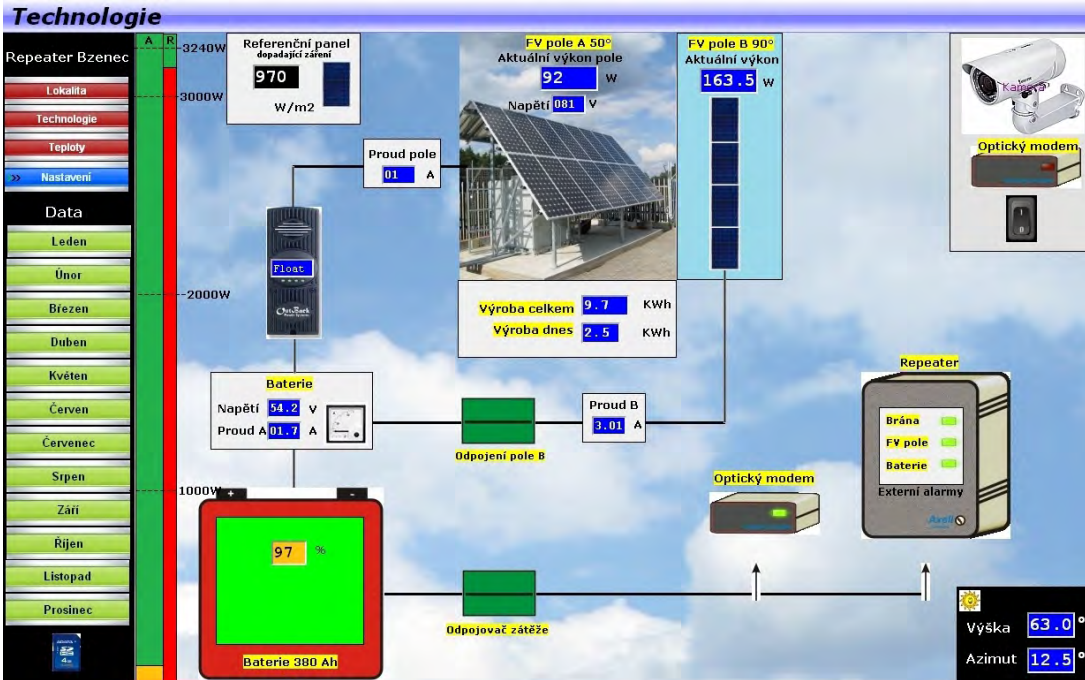 Technologie
Repeater Bzenec
Lokalita
Technologie
Teploty
>> Nastavení
Data
Leden
Únor
Březen
Duben
Květen
Červen
Červenec
Srpen
Září
Říjen
Listopad
Prosinec
A R
3240W
3000W
2000W
1000W
Referenční panel
dopadající záření
970
W/m2
Proud pole
01 A
Float
OutBack
FV pole A 50°
Aktuální výkon pole
92 W
Napětí 081 V
FV pole B 90°
Aktuální výkon
163.5 W
Kamera
Optický modem
I
0
Výroba celkem 9.7 KWh
Výroba dnes 2.5 KWh
Baterie
Napětí 54.2 V
Proud A 01.7 A
Odpojení pole B
Proud B
3.01 A
Repeater
Brána
FV pole
Baterie
Externí alarmy
Optický modem
+ -
97 %
Baterie 380 Ah
Odpojovač zátěže
Výška 63.0 °
Azimut 12.5 °